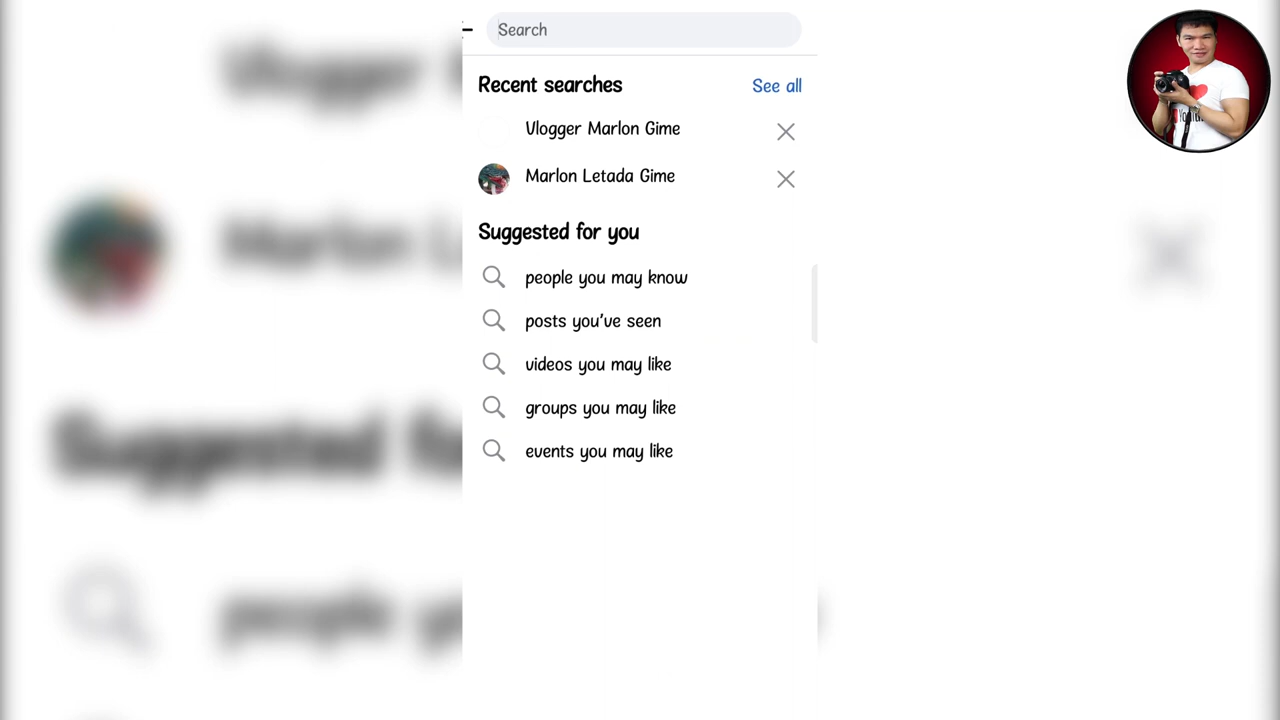 Search
Recent searches
See all
Vlogger Marlon Gime
Marlon Letada Gime
Suggested for you
people you may know
posts you've seen
videos you may like
groups you may like
events you may like